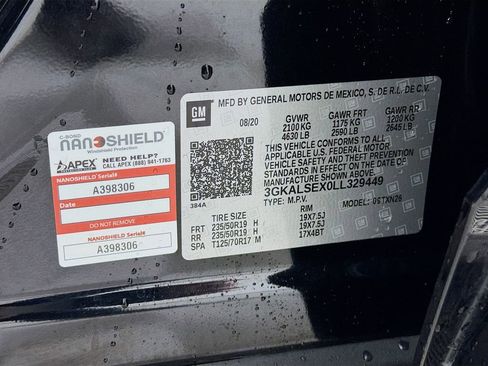 C-BOND
NANOSHIELD
Windshield Protection
APEX
NEED HELP?
CALL APEX (888) 941-1763
NANOSHIELD Serial#
A398306
Date
NANOSHIELD Serial#
A398306
GM
MFD BY GENERAL MOTORS DE MEXICO, S. DE R.L. DE C.V.
08/20 GVWR GAWR FRT GAWR RR
2100 KG 1175 KG 1200 KG
4630 LB 2590 LB 2645 LB
THIS VEHICLE CONFORMS TO ALL APPLICABLE
U.S. FEDERAL MOTOR VEHICLE SAFETY AND
THEFT PREVENTION STANDARDS IN EFFECT ON THE DATE OF
MANUFACTURE SHOWN ABOVE.
3GKALSEX0LL329449
TYPE: M.P.V. MODEL: 0STXN26
384A
TIRE SIZE RIM
FRT 235/50R19 H 19X7.5J
RR 235/50R19 H 19X7.5J
SPA T125/70R17 M 17X4BT